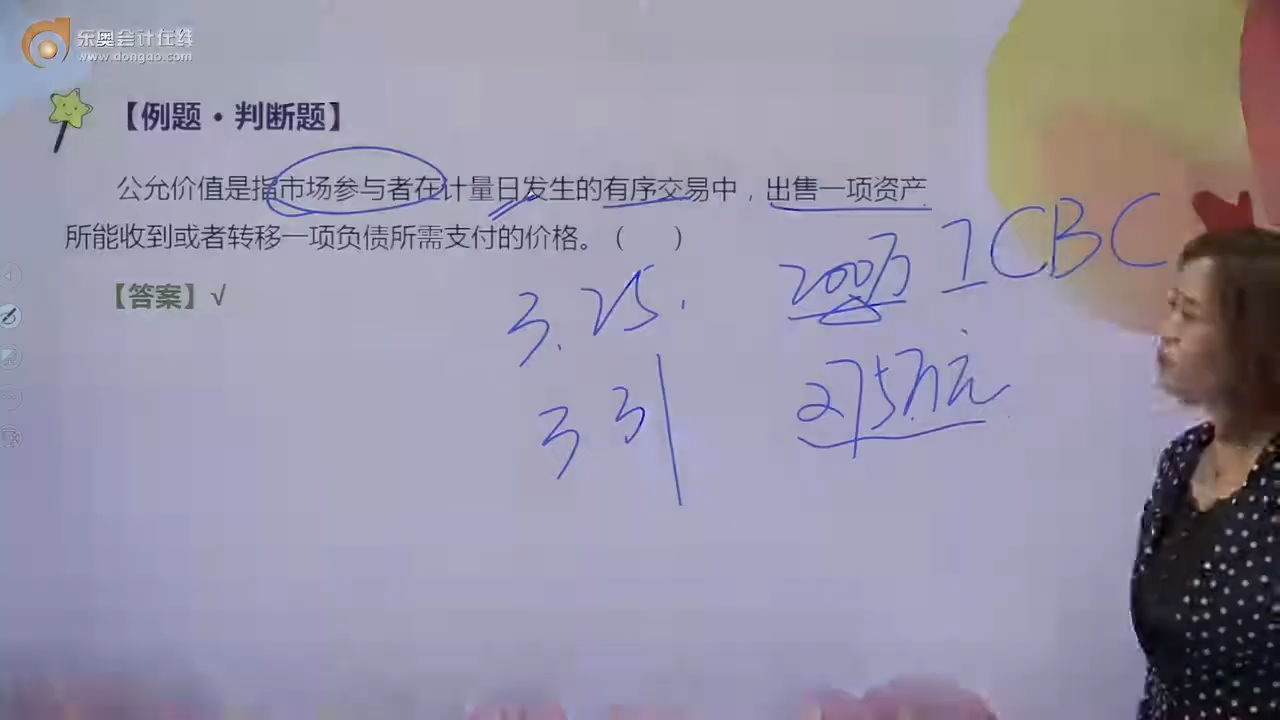 东奥会计在线
www.dongao.com
【例题·判断题】
公允价值是指市场参与者在计量日发生的有序交易中，出售一项资产
所能收到或者转移一项负债所需支付的价格。（　　）
【答案】√
3.25. 200万 ICBC
3 31 275万元